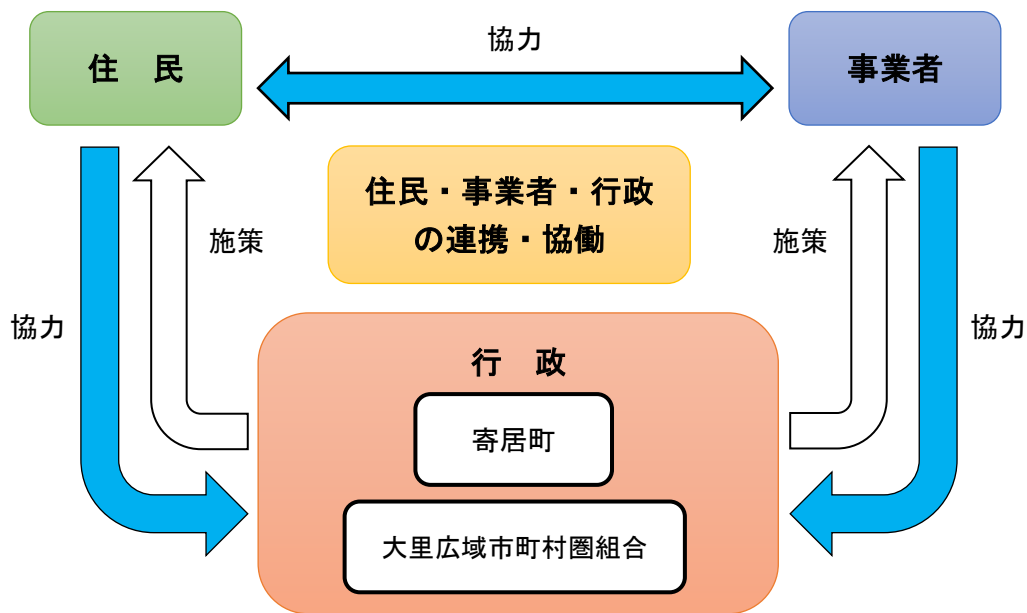 協力
住　民
事業者
住民・事業者・行政
の連携・協働
施策
施策
協力
協力
行　政
寄居町
大里広域市町村圏組合